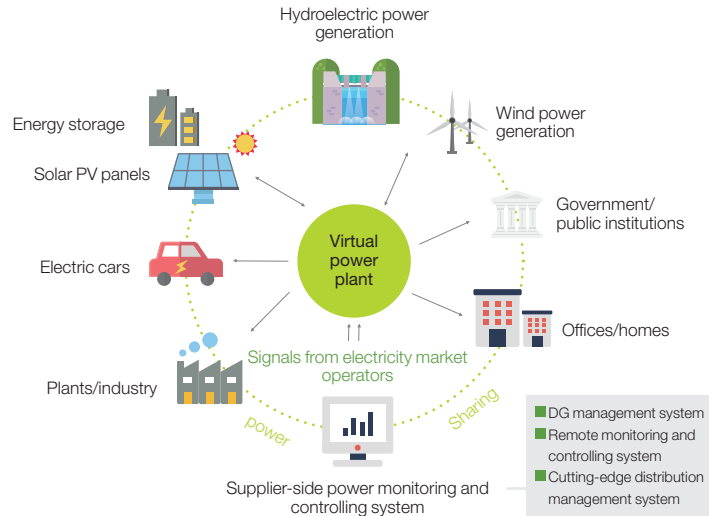 Hydroelectric power
generation
Energy storage
Wind power
generation
Solar PV panels
Government/
public institutions
Virtual
power
plant
Electric cars
Offices/homes
Signals from electricity market
operators
Plants/industry
power
Sharing
DG management system
Remote monitoring and
controlling system
Cutting-edge distribution
management system
Supplier-side power monitoring and
controlling system